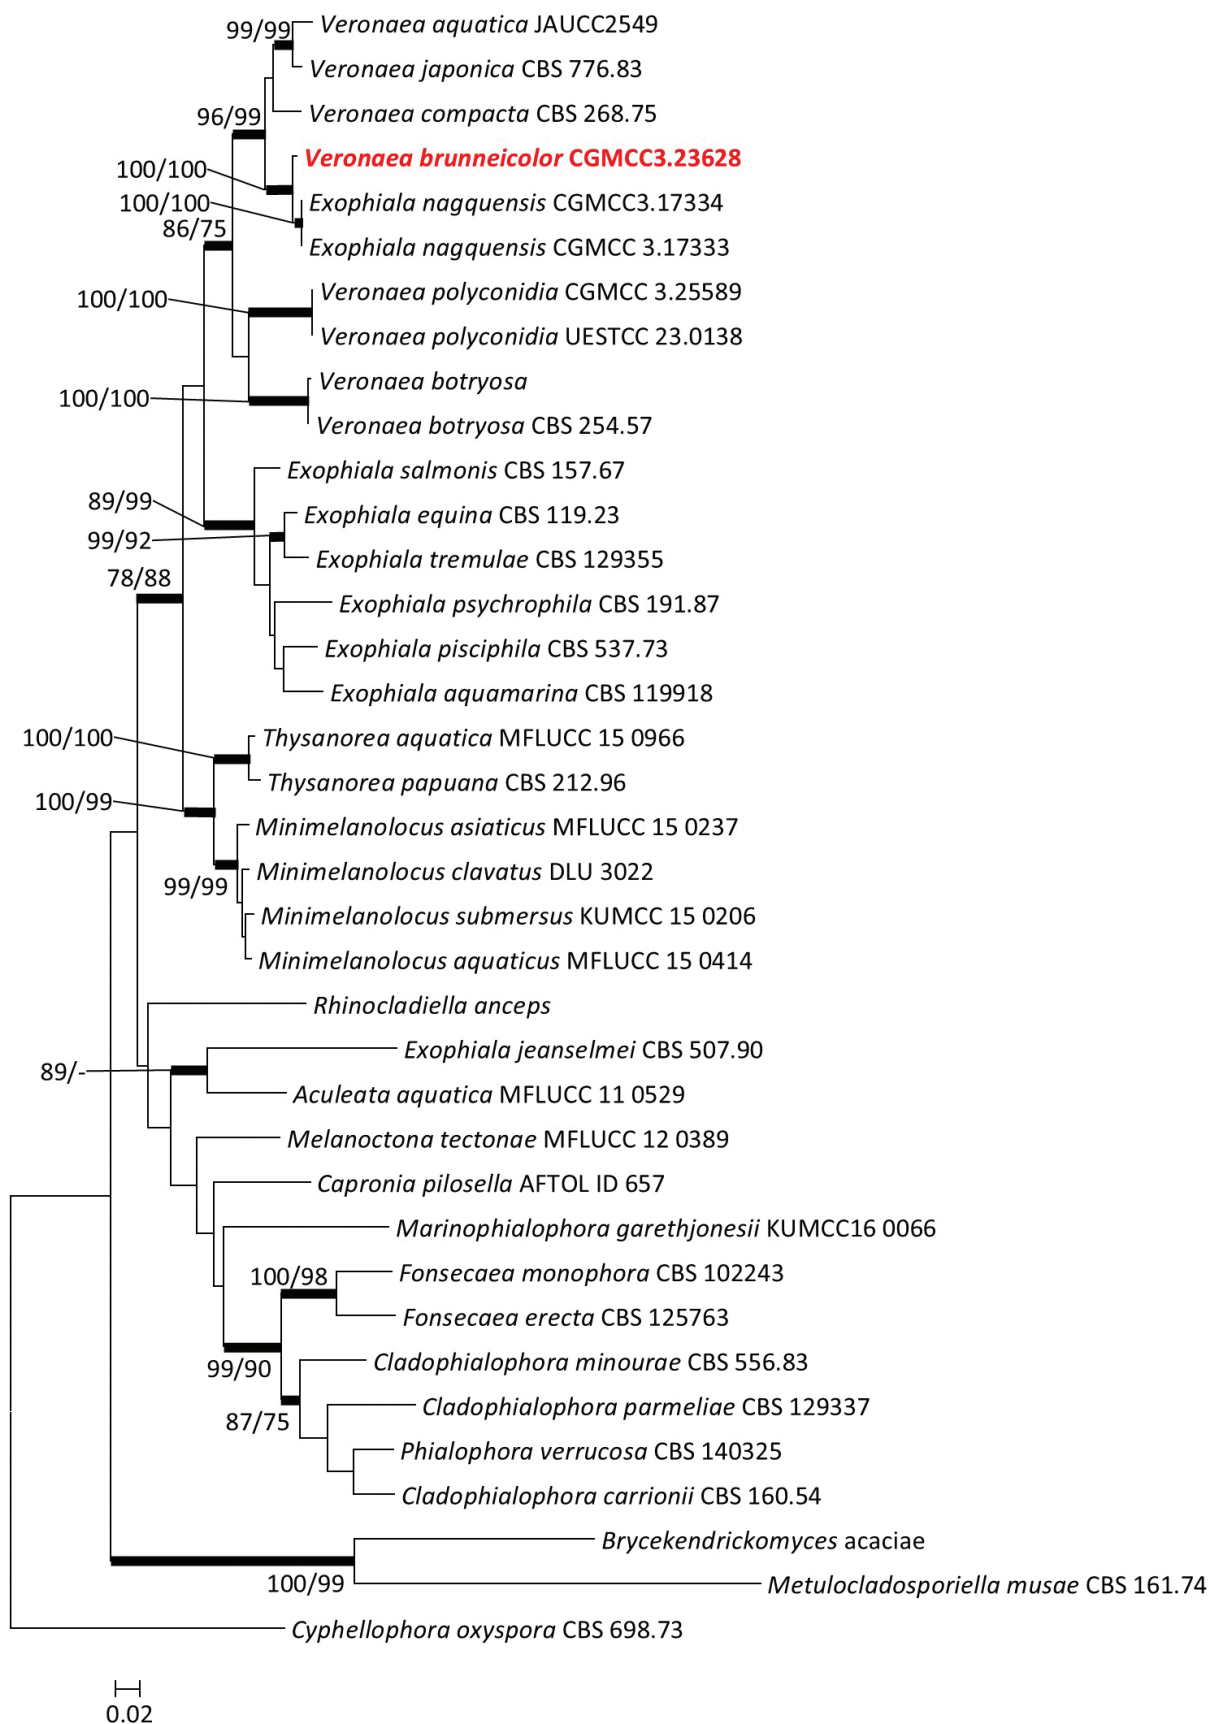 99/99
Veronaea aquatica JAUCC2549
Veronaea japonica CBS 776.83
Veronaea compacta CBS 268.75
96/99
Veronaea brunneicolor CGMCC3.23628
100/100
Exophiala nagquensis CGMCC3.17334
100/100
86/75
Exophiala nagquensis CGMCC 3.17333
Veronaea polyconidia CGMCC 3.25589
100/100
Veronaea polyconidia UESTCC 23.0138
Veronaea botryosa
100/100
Veronaea botryosa CBS 254.57
Exophiala salmonis CBS 157.67
89/99
Exophiala equina CBS 119.23
99/92
Exophiala tremulae CBS 129355
78/88
Exophiala psychrophila CBS 191.87
Exophiala pisciphila CBS 537.73
Exophiala aquamarina CBS 119918
100/100
Thysanorea aquatica MFLUCC 15 0966
Thysanorea papuana CBS 212.96
100/99
Minimelanolocus asiaticus MFLUCC 15 0237
Minimelanolocus clavatus DLU 3022
99/99
Minimelanolocus submersus KUMCC 15 0206
Minimelanolocus aquaticus MFLUCC 15 0414
Rhinocladiella anceps
Exophiala jeanselmei CBS 507.90
89/-
Aculeata aquatica MFLUCC 11 0529
Melanoctona tectonae MFLUCC 12 0389
Capronia pilosella AFTOL ID 657
Marinophialophora garethjonesii KUMCC16 0066
100/98
Fonsecaea monophora CBS 102243
Fonsecaea erecta CBS 125763
99/90
Cladophialophora minourae CBS 556.83
87/75
Cladophialophora parmeliae CBS 129337
Phialophora verrucosa CBS 140325
Cladophialophora carrionii CBS 160.54
Brycekendrickomyces acaciae
100/99
Metulocladosporiella musae CBS 161.74
Cyphellophora oxyspora CBS 698.73
0.02